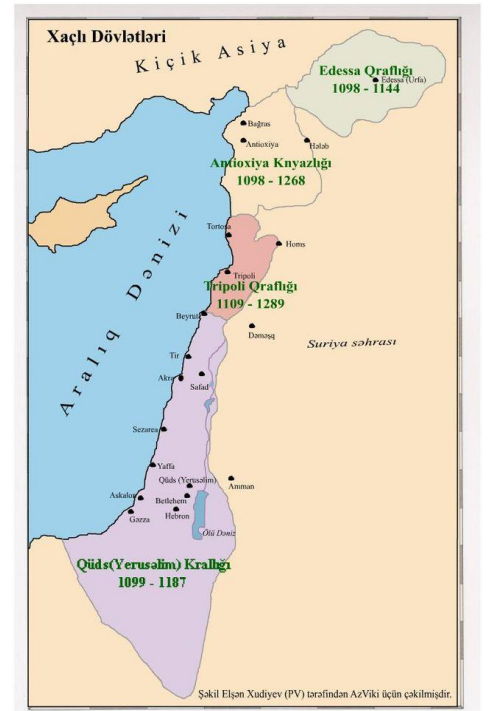 Xaçlı Dövlətləri
Kiçik Asiya
Edessa Qraflığı
Edessa (Urfa)
1098 - 1144
Bağras
Antioxiya
Hələb
Antioxiya Knyazlığı
1098 - 1268
Aralıq Dənizi
Tortosa
Homs
Tripoli
Tripoli Qraflığı
1109 - 1289
Beyrut
Dəməşq
Suriya səhrası
Tir
Akra
Safad
Sezarea
Yaffa
Qüds (Yerusəlim)
Amman
Askalon
Betlehem
Gəzza
Hebron
Ölü Dəniz
Qüds(Yerusəlim) Krallığı
1099 - 1187
Şəkil Elşən Xudiyev (PV) tərəfindən AzViki üçün çəkilmişdir.